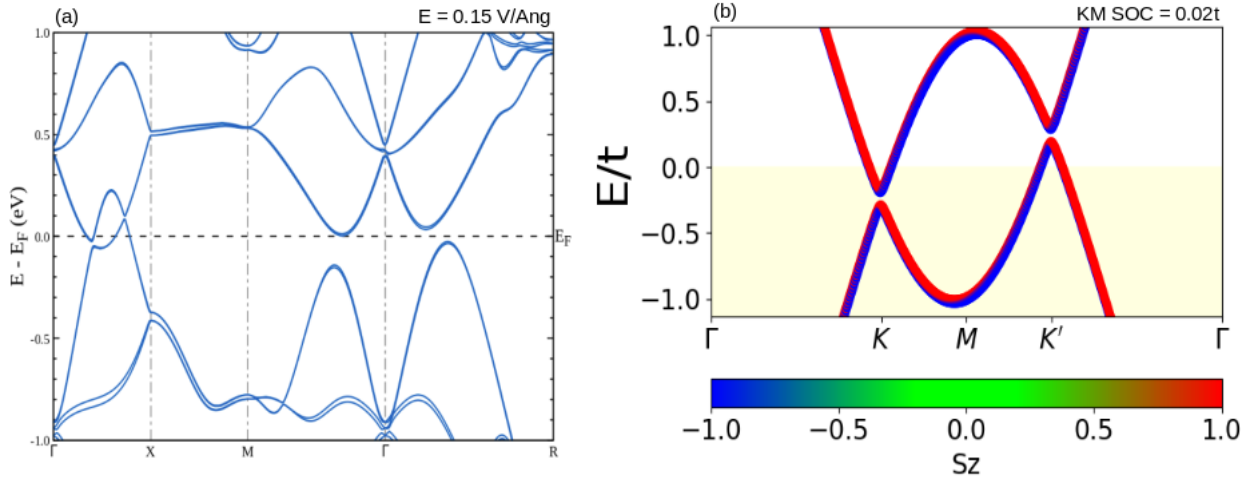 (a)
E = 0.15 V/Ang
E - E_F (eV)
1.0
0.5
0.0
-0.5
-1.0
E_F
Γ X M Γ R
(b)
KM SOC = 0.02t
E/t
1.0
0.5
0.0
−0.5
−1.0
Γ K M K′ Γ
−1.0 −0.5 0.0 0.5 1.0
Sz